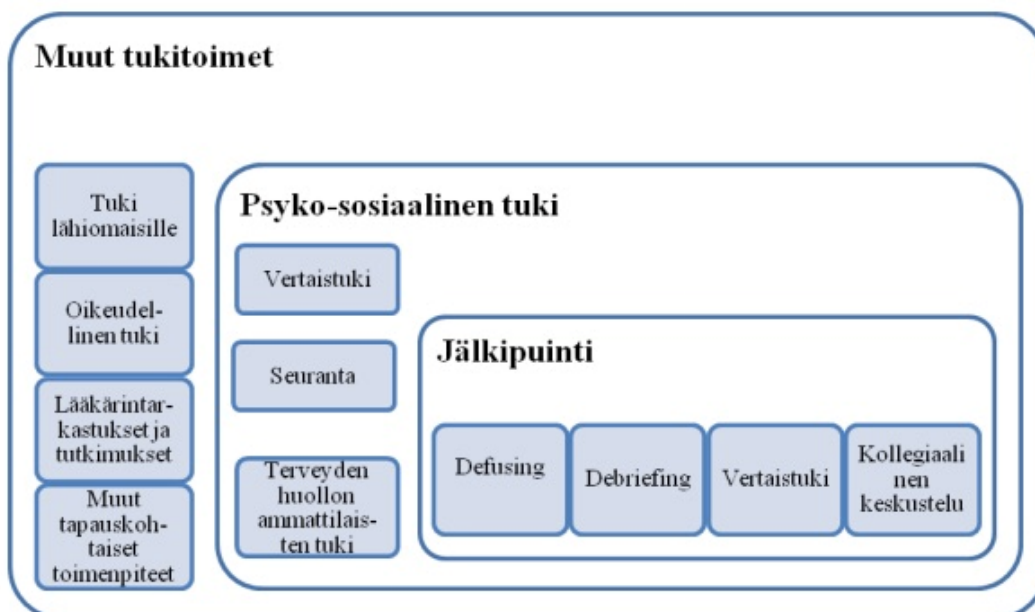 Muut tukitoimet
Tuki
lähiomaisille
Oikeudel-
linen tuki
Lääkärintar-
kastukset ja
tutkimukset
Muut
tapauskoh-
taiset
toimenpiteet
Psyko-sosiaalinen tuki
Vertaistuki
Seuranta
Terveyden
huollon
ammattilais-
ten tuki
Jälkipuinti
Defusing
Debriefing
Vertaistuki
Kollegiaali
nen
keskustelu